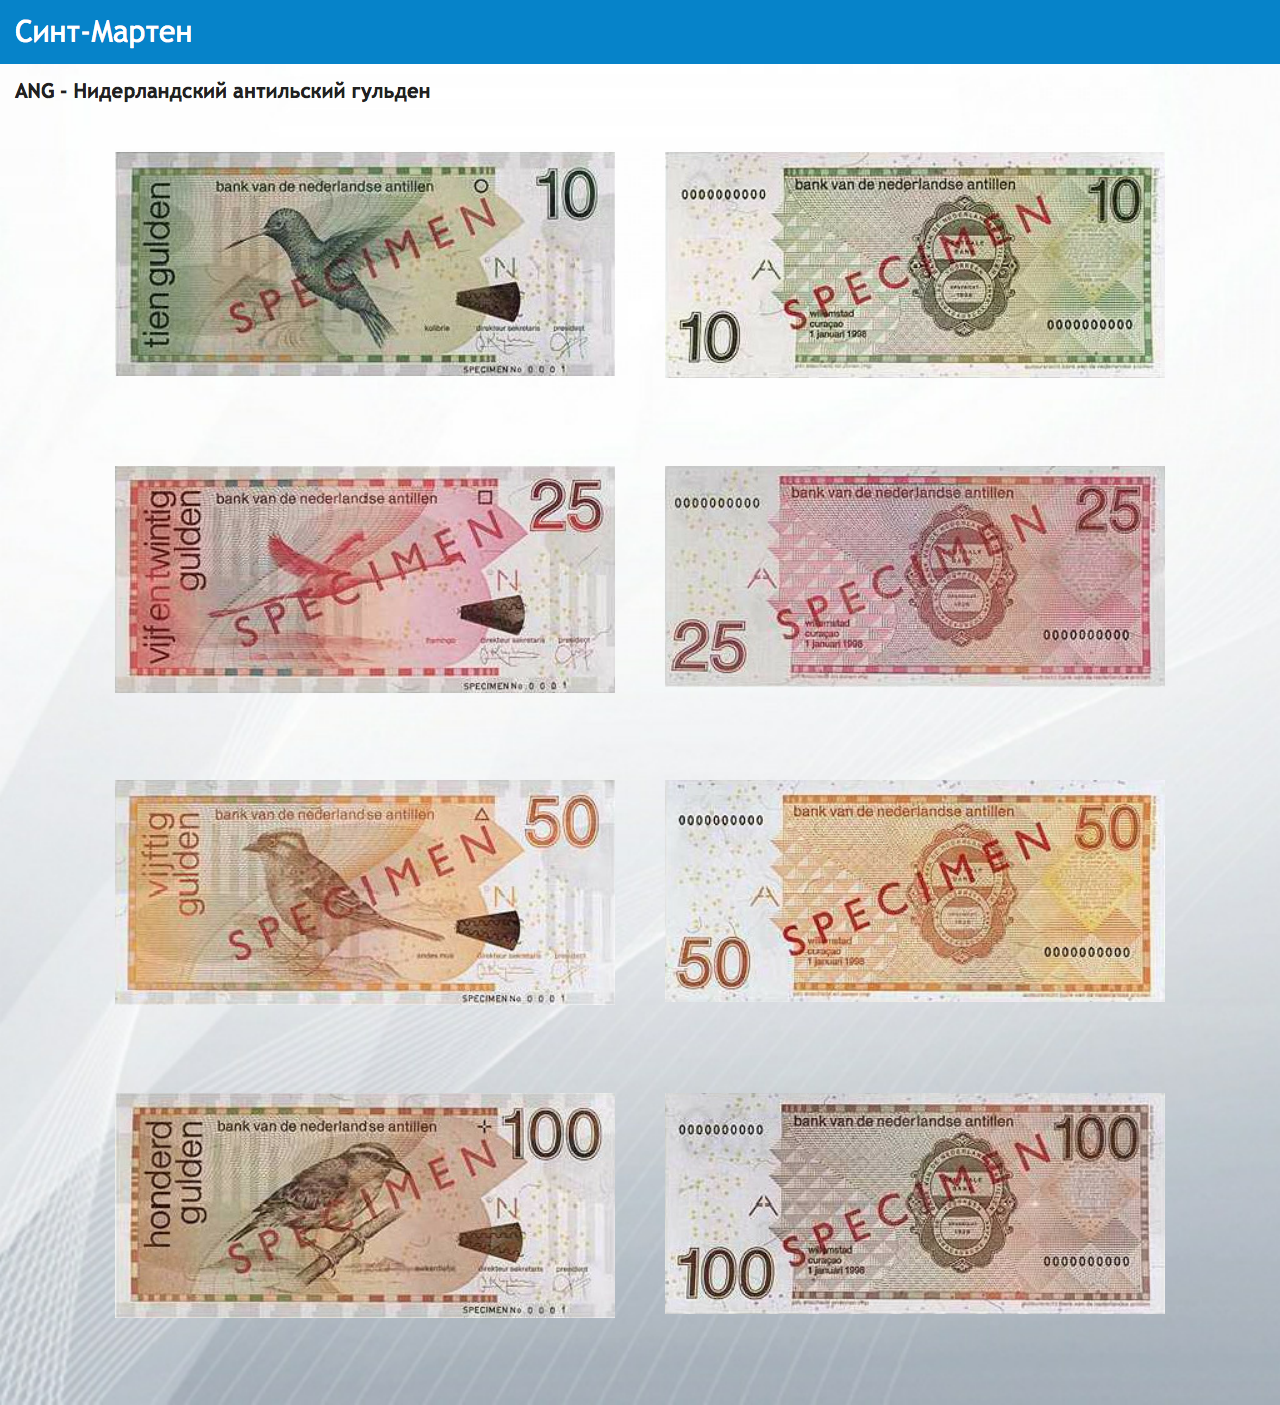 Синт-Мартен
ANG - Нидерландский антильский гульден
tien gulden
bank van de nederlandse antillen
10
SPECIMEN
N
kolibrie
direkteur sekretaris
president
SPECIMEN No 0 0 0 1
0000000000
bank van de nederlandse antillen
10
SPECIMEN
A
10
willemstad
curaçao
1 januari 1998
0000000000
vijf en twintig
gulden
bank van de nederlandse antillen
25
SPECIMEN
N
flamingo
direkteur sekretaris
president
SPECIMEN No 0 0 0 1
0000000000
bank van de nederlandse antillen
25
SPECIMEN
A
25
willemstad
curaçao
1 januari 1998
0000000000
vijftig
gulden
bank van de nederlandse antillen
50
SPECIMEN
N
andes mus
direkteur sekretaris
president
SPECIMEN No 0 0 0 1
0000000000
bank van de nederlandse antillen
50
SPECIMEN
A
50
willemstad
curaçao
1 januari 1998
0000000000
honderd
gulden
bank van de nederlandse antillen
100
SPECIMEN
N
direkteur sekretaris
president
SPECIMEN No 0 0 0 1
0000000000
bank van de nederlandse antillen
100
SPECIMEN
A
100
willemstad
curaçao
1 januari 1998
0000000000